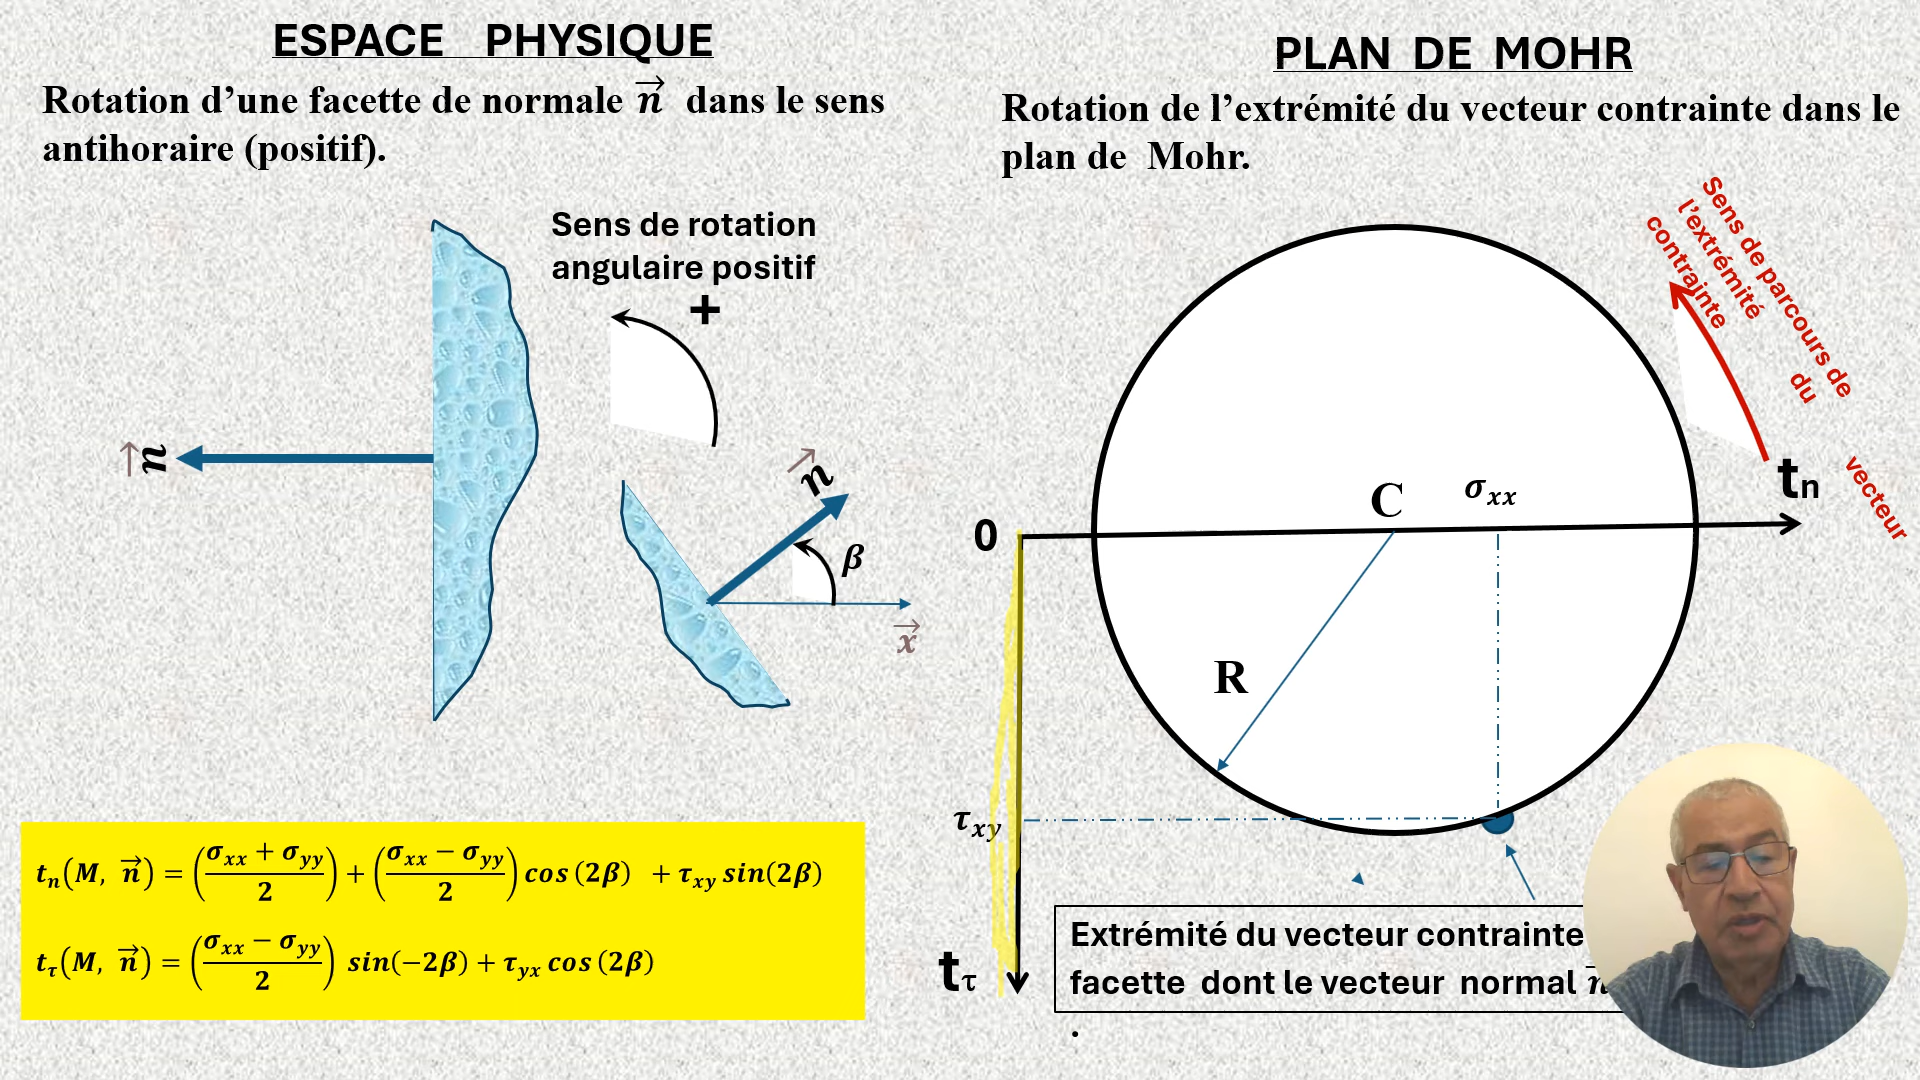 ESPACE PHYSIQUE
Rotation d’une facette de normale n⃗ dans le sens
antihoraire (positif).
Sens de rotation
angulaire positif
+
n⃗
n⃗
β
x⃗
tₙ(M, n⃗) = ((σxx + σyy)/2) + ((σxx − σyy)/2) cos (2β) + τxy sin(2β)
t_τ(M, n⃗) = ((σxx − σyy)/2) sin(−2β) + τyx cos (2β)
PLAN DE MOHR
Rotation de l’extrémité du vecteur contrainte dans le
plan de Mohr.
Sens de parcours de
l’extrémité du
vecteur
contrainte
tn
C
σxx
0
R
τxy
tτ
Extrémité du vecteur contrainte
facette dont le vecteur normal n
.